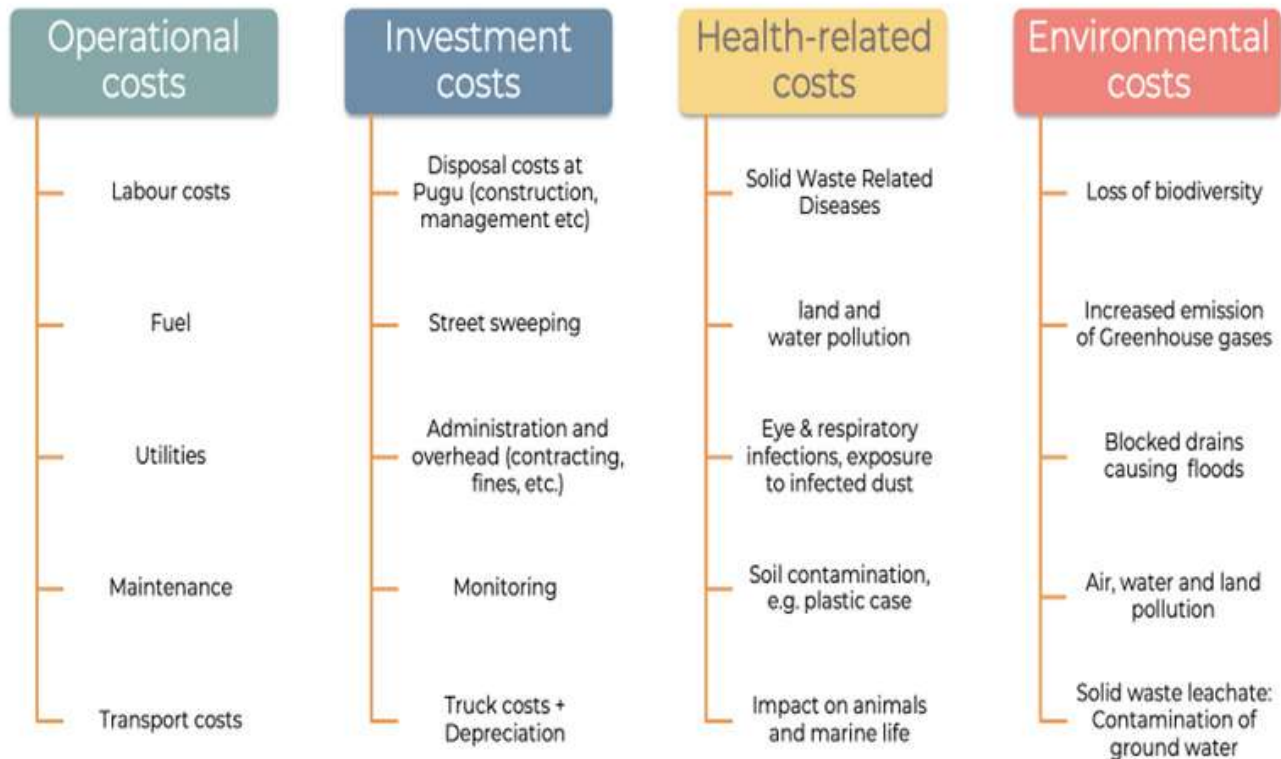 Operational
costs
Labour costs
Fuel
Utilities
Maintenance
Transport costs
Investment
costs
Disposal costs at
Pugu (construction,
management etc)
Street sweeping
Administration and
overhead (contracting,
fines, etc.)
Monitoring
Truck costs +
Depreciation
Health-related
costs
Solid Waste Related
Diseases
land and
water pollution
Eye & respiratory
infections, exposure
to infected dust
Soil contamination,
e.g. plastic case
Impact on animals
and marine life
Environmental
costs
Loss of biodiversity
Increased emission
of Greenhouse gases
Blocked drains
causing floods
Air, water and land
pollution
Solid waste leachate:
Contamination of
ground water